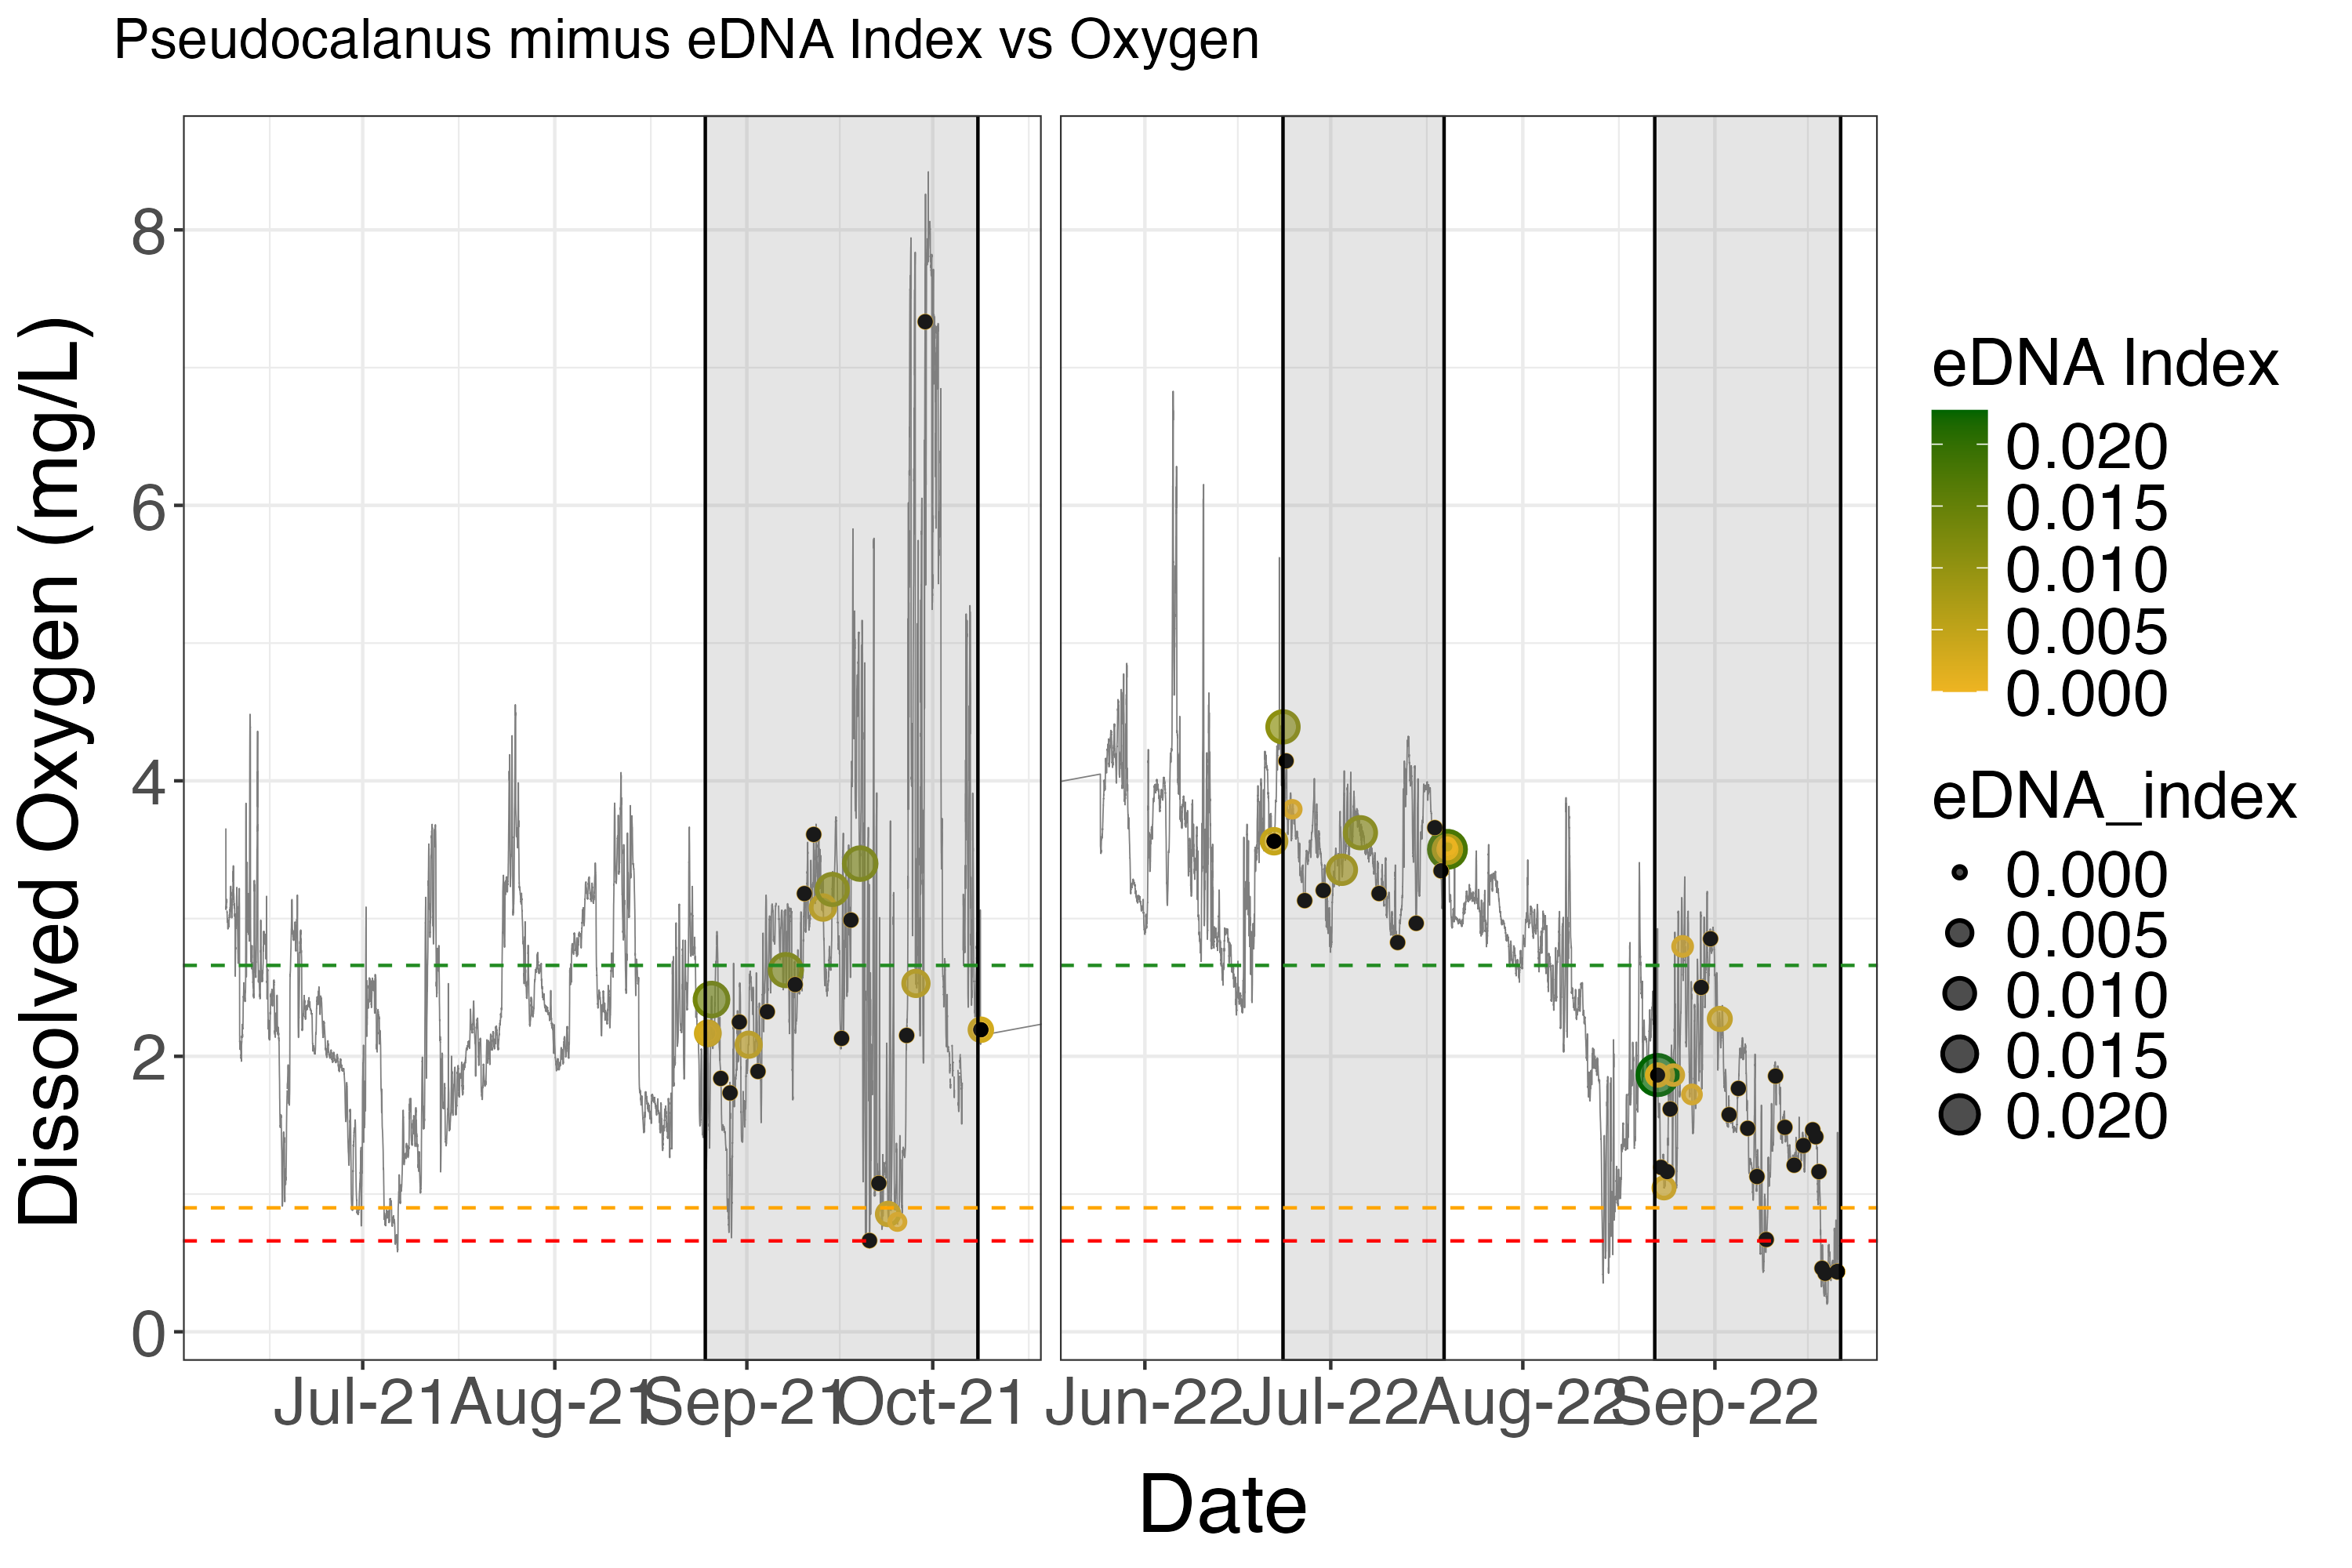 Pseudocalanus mimus eDNA Index vs Oxygen
Dissolved Oxygen (mg/L)
8
6
4
2
0
Jul-21
Aug-21
Sep-21
Oct-21
Jun-22
Jul-22
Aug-22
Sep-22
Date
eDNA Index
0.020
0.015
0.010
0.005
0.000
eDNA_index
0.000
0.005
0.010
0.015
0.020